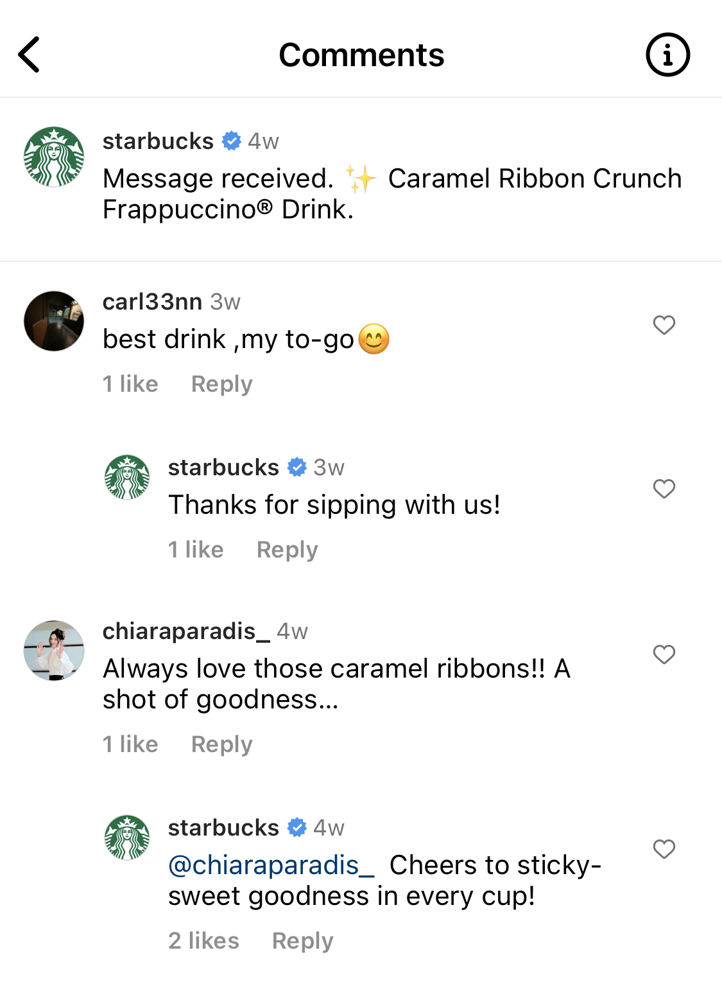 Comments
starbucks 4w
Message received. ✨ Caramel Ribbon Crunch
Frappuccino® Drink.
carl33nn 3w
best drink ,my to-go😊
1 like Reply
starbucks 3w
Thanks for sipping with us!
1 like Reply
chiaraparadis_ 4w
Always love those caramel ribbons!! A
shot of goodness...
1 like Reply
starbucks 4w
@chiaraparadis_ Cheers to sticky-
sweet goodness in every cup!
2 likes Reply